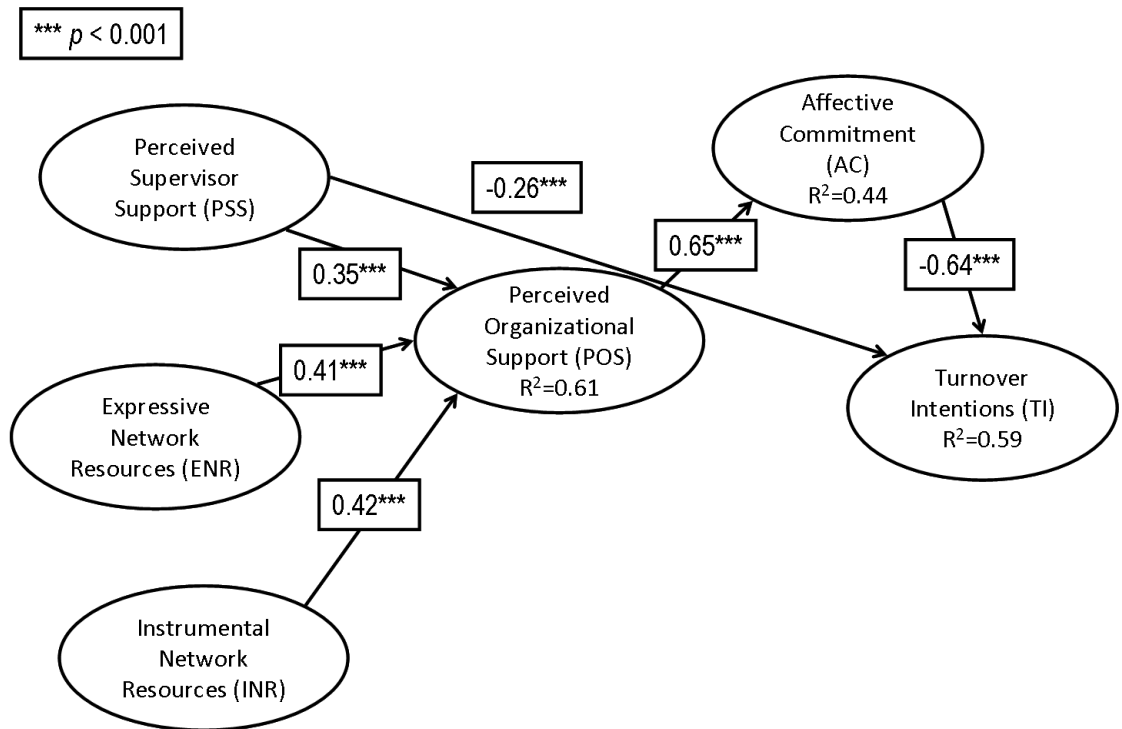 *** p < 0.001
Perceived
Supervisor
Support (PSS)
-0.26***
Affective
Commitment
(AC)
R²=0.44
0.65***
0.35***
-0.64***
Perceived
Organizational
Support (POS)
R²=0.61
0.41***
Turnover
Intentions (TI)
R²=0.59
Expressive
Network
Resources (ENR)
0.42***
Instrumental
Network
Resources (INR)